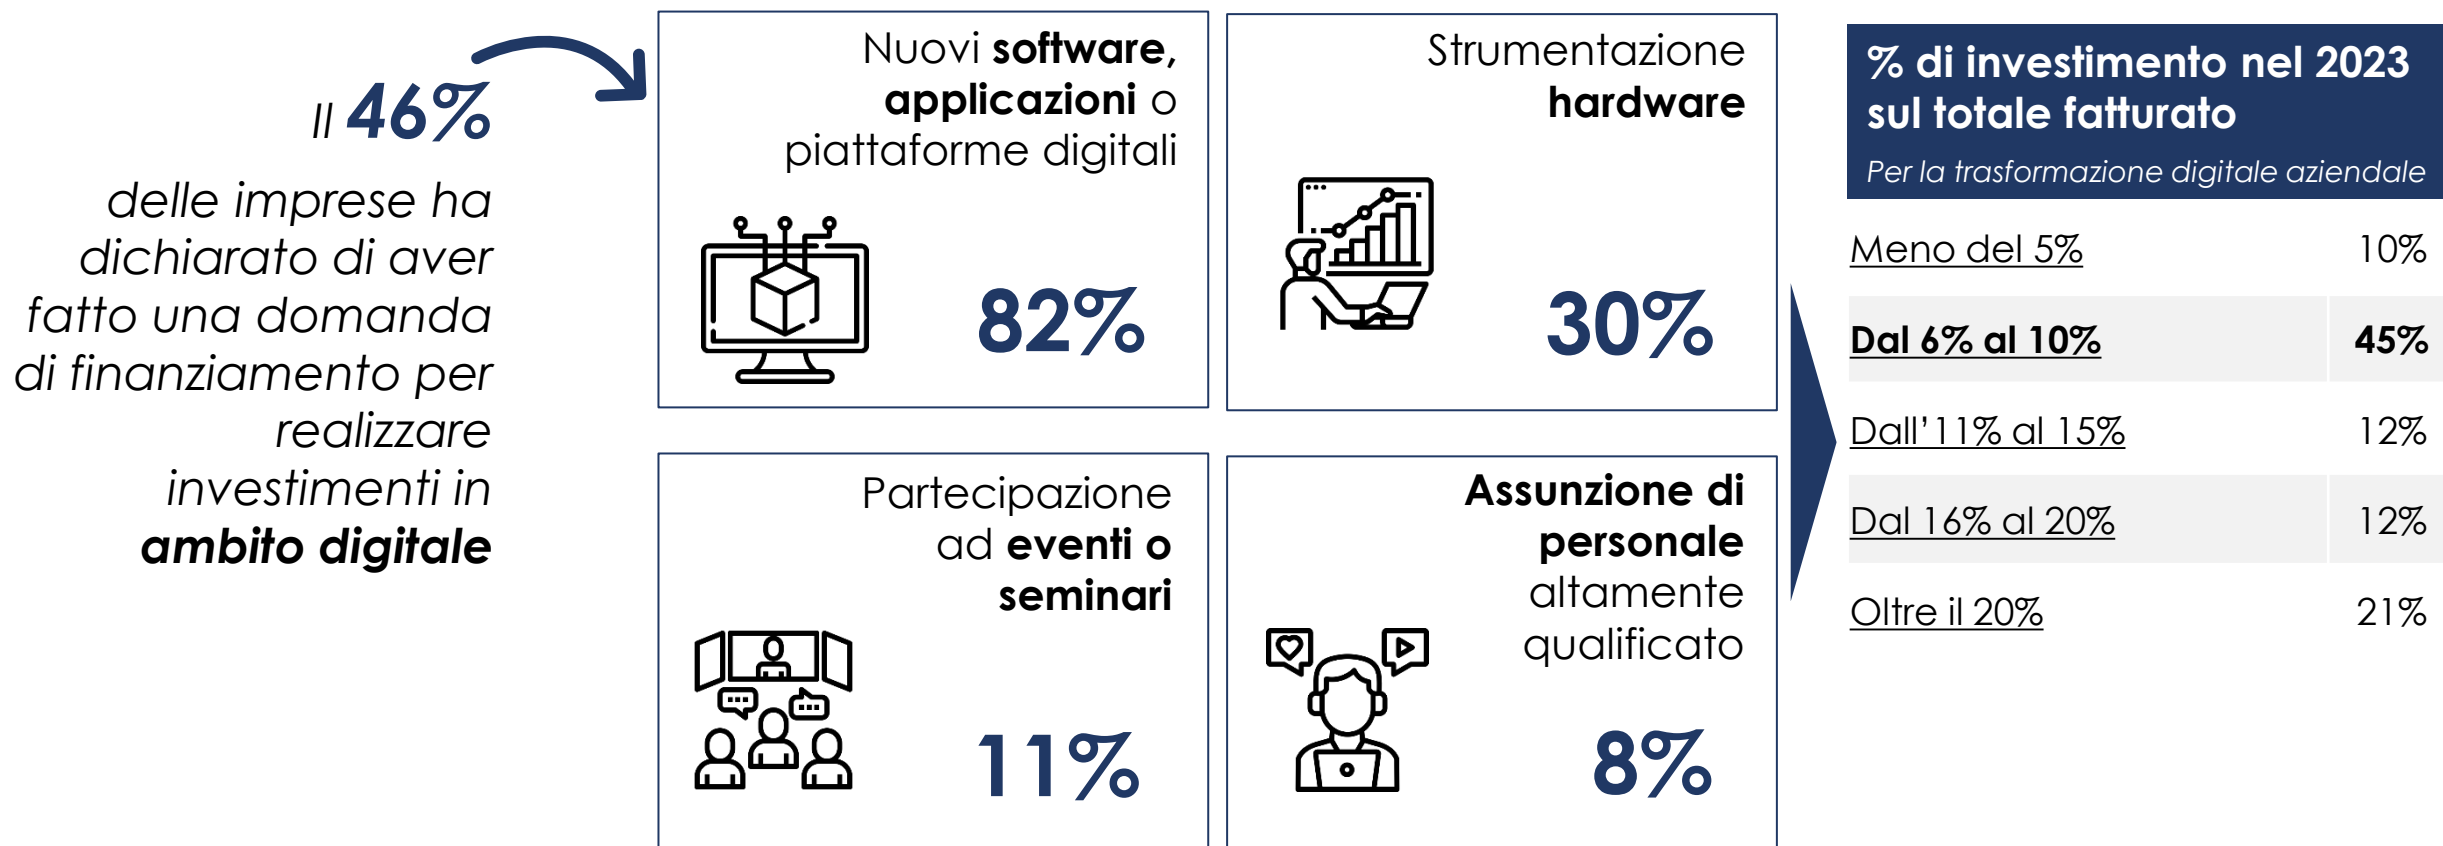 Il 46%
delle imprese ha
dichiarato di aver
fatto una domanda
di finanziamento per
realizzare
investimenti in
ambito digitale
Nuovi software,
applicazioni o
piattaforme digitali
82%
Strumentazione
hardware
30%
Partecipazione
ad eventi o
seminari
11%
Assunzione di
personale
altamente
qualificato
8%
% di investimento nel 2023
sul totale fatturato
Per la trasformazione digitale aziendale
Meno del 5% 10%
Dal 6% al 10% 45%
Dall'11% al 15% 12%
Dal 16% al 20% 12%
Oltre il 20% 21%